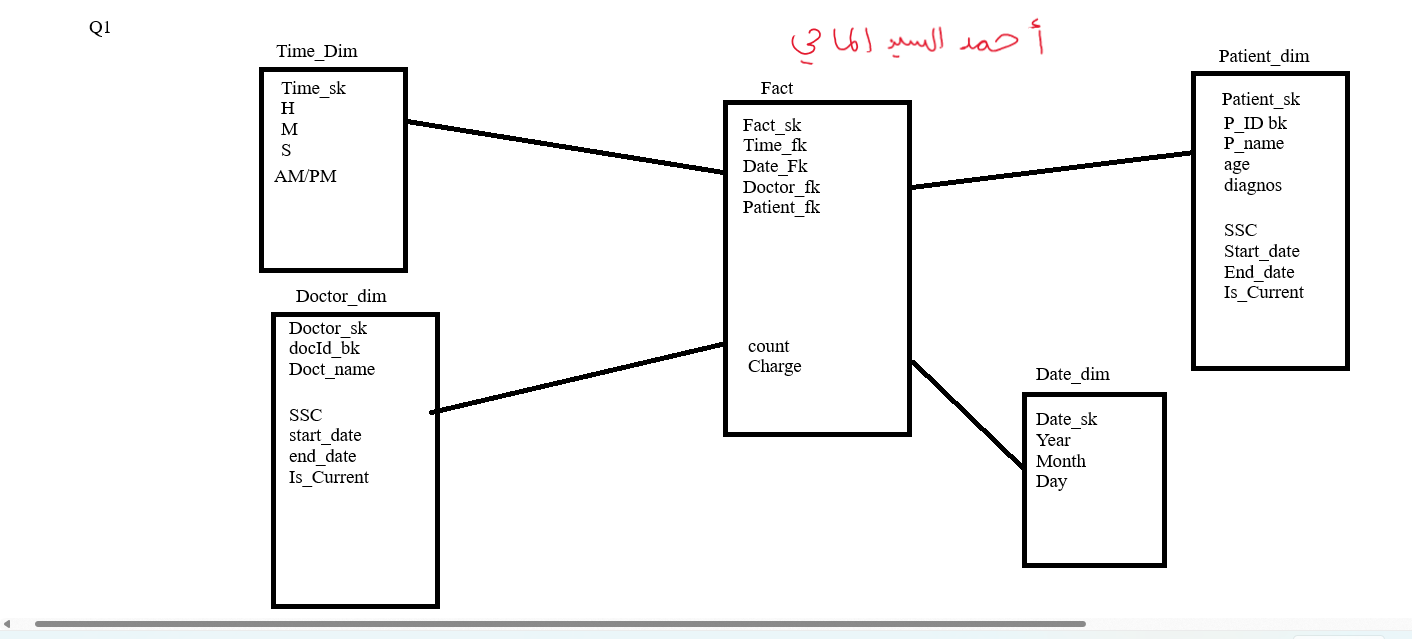 Q1
أحمد السيد الماحي
Time_Dim
Time_sk
H
M
S
AM/PM
Fact
Fact_sk
Time_fk
Date_Fk
Doctor_fk
Patient_fk
count
Charge
Patient_dim
Patient_sk
P_ID bk
P_name
age
diagnos
SSC
Start_date
End_date
Is_Current
Doctor_dim
Doctor_sk
docId_bk
Doct_name
SSC
start_date
end_date
Is_Current
Date_dim
Date_sk
Year
Month
Day